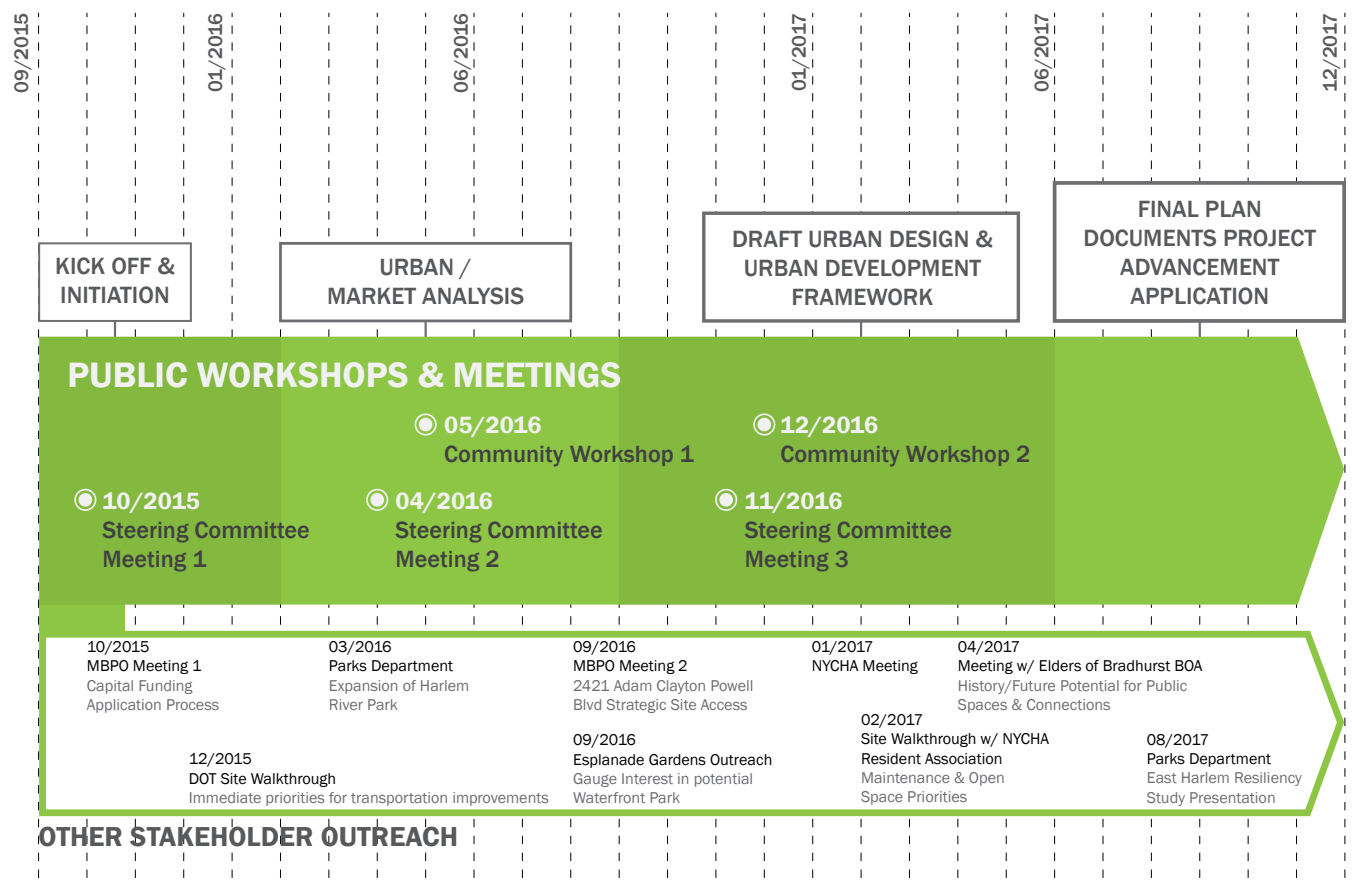 09/2015
01/2016
06/2016
01/2017
06/2017
12/2017
KICK OFF &
INITIATION
URBAN /
MARKET ANALYSIS
DRAFT URBAN DESIGN &
URBAN DEVELOPMENT
FRAMEWORK
FINAL PLAN
DOCUMENTS PROJECT
ADVANCEMENT
APPLICATION
PUBLIC WORKSHOPS & MEETINGS
05/2016
Community Workshop 1
12/2016
Community Workshop 2
10/2015
Steering Committee
Meeting 1
04/2016
Steering Committee
Meeting 2
11/2016
Steering Committee
Meeting 3
10/2015
MBPO Meeting 1
Capital Funding
Application Process
12/2015
DOT Site Walkthrough
Immediate priorities for transportation improvements
03/2016
Parks Department
Expansion of Harlem
River Park
09/2016
MBPO Meeting 2
2421 Adam Clayton Powell
Blvd Strategic Site Access
09/2016
Esplanade Gardens Outreach
Gauge Interest in potential
Waterfront Park
01/2017
NYCHA Meeting
02/2017
Site Walkthrough w/ NYCHA
Resident Association
Maintenance & Open
Space Priorities
04/2017
Meeting w/ Elders of Bradhurst BOA
History/Future Potential for Public
Spaces & Connections
08/2017
Parks Department
East Harlem Resiliency
Study Presentation
OTHER STAKEHOLDER OUTREACH